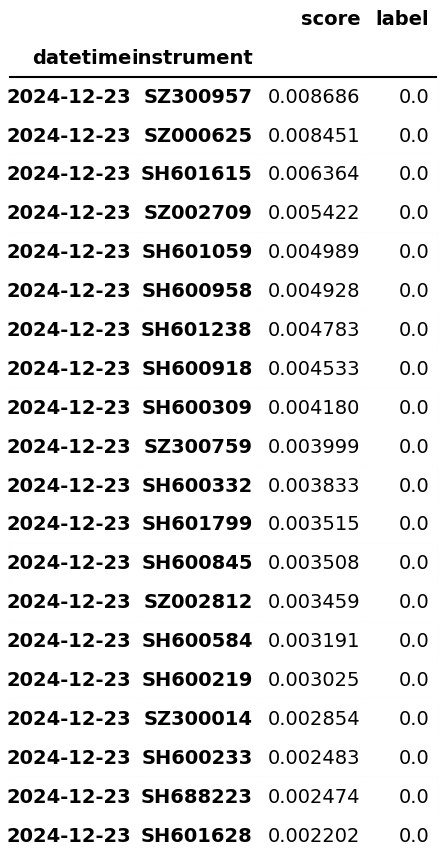 score label
datetime instrument
2024-12-23 SZ300957 0.008686 0.0
2024-12-23 SZ000625 0.008451 0.0
2024-12-23 SH601615 0.006364 0.0
2024-12-23 SZ002709 0.005422 0.0
2024-12-23 SH601059 0.004989 0.0
2024-12-23 SH600958 0.004928 0.0
2024-12-23 SH601238 0.004783 0.0
2024-12-23 SH600918 0.004533 0.0
2024-12-23 SH600309 0.004180 0.0
2024-12-23 SZ300759 0.003999 0.0
2024-12-23 SH600332 0.003833 0.0
2024-12-23 SH601799 0.003515 0.0
2024-12-23 SH600845 0.003508 0.0
2024-12-23 SZ002812 0.003459 0.0
2024-12-23 SH600584 0.003191 0.0
2024-12-23 SH600219 0.003025 0.0
2024-12-23 SZ300014 0.002854 0.0
2024-12-23 SH600233 0.002483 0.0
2024-12-23 SH688223 0.002474 0.0
2024-12-23 SH601628 0.002202 0.0